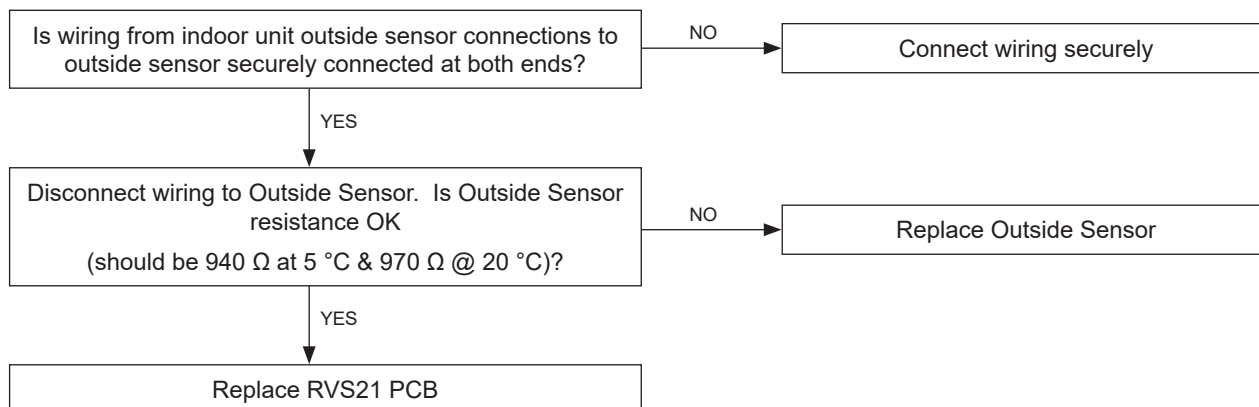 Is wiring from indoor unit outside sensor connections to
outside sensor securely connected at both ends?
NO
Connect wiring securely
YES
Disconnect wiring to Outside Sensor.  Is Outside Sensor
resistance OK
(should be 940 Ω at 5 °C & 970 Ω @ 20 °C)?
NO
Replace Outside Sensor
YES
Replace RVS21 PCB